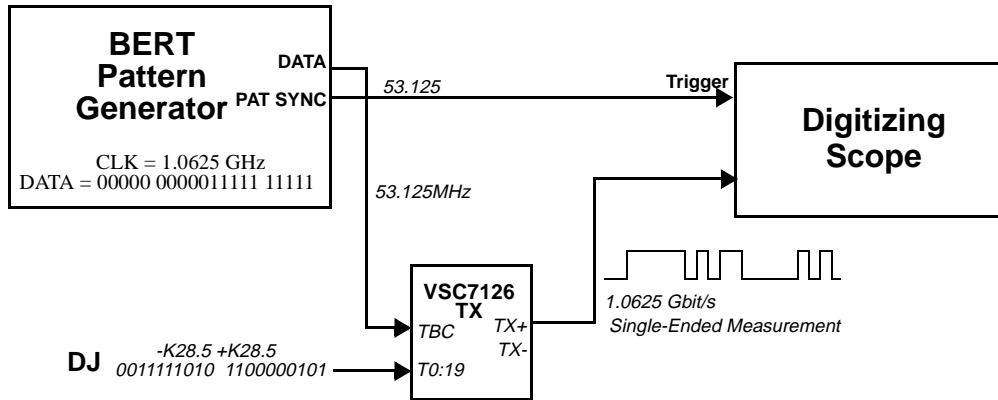 BERT
Pattern
Generator
DATA
PAT SYNC
CLK = 1.0625 GHz
DATA = 00000 0000011111 11111
53.125
Trigger
Digitizing
Scope
53.125MHz
VSC7126
TX
TBC
TX+
TX-
T0:19
1.0625 Gbit/s
Single-Ended Measurement
DJ
-K28.5 +K28.5
0011111010 1100000101